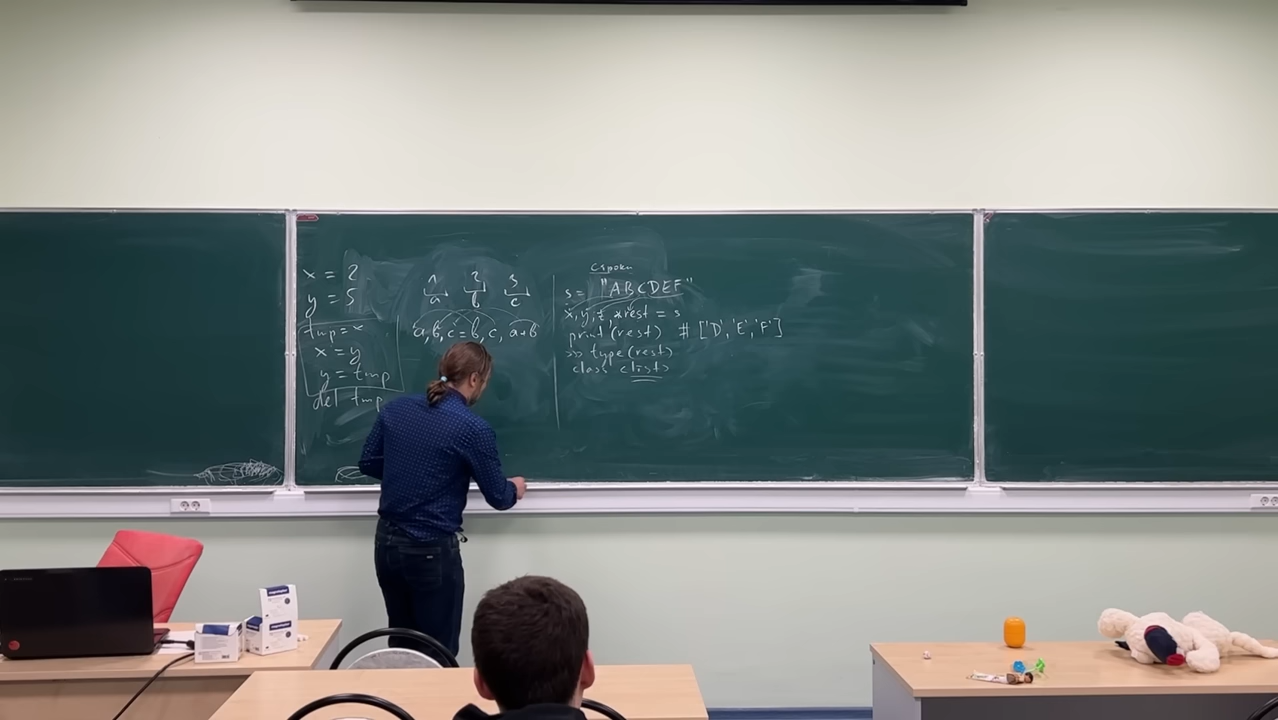 x = 2
y = 5
tmp = x
x = y
y = tmp
del tmp
1 2 3
a b c
a, b, c = b, c, a+b
Строки
s = "ABCDEF"
x, y, z, *rest = s
print(rest) # ['D', 'E', 'F']
>>> type(rest)
class <list>